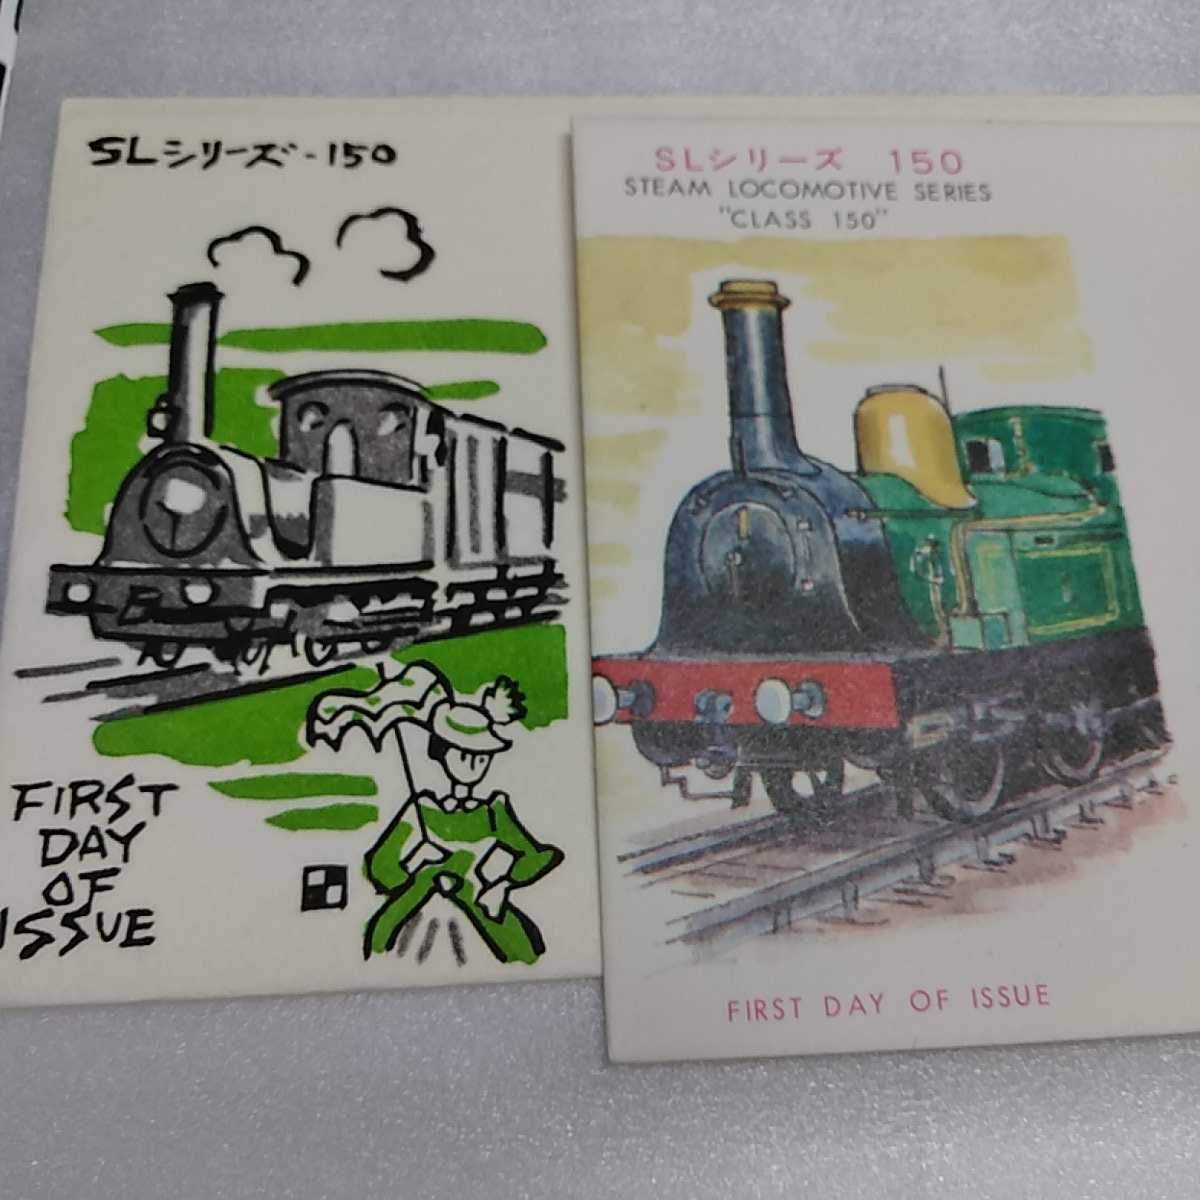 SLシリーズ-150
FIRST
DAY
OF
ISSUE
SLシリーズ 150
STEAM LOCOMOTIVE SERIES
"CLASS 150"
1
FIRST DAY OF ISSUE